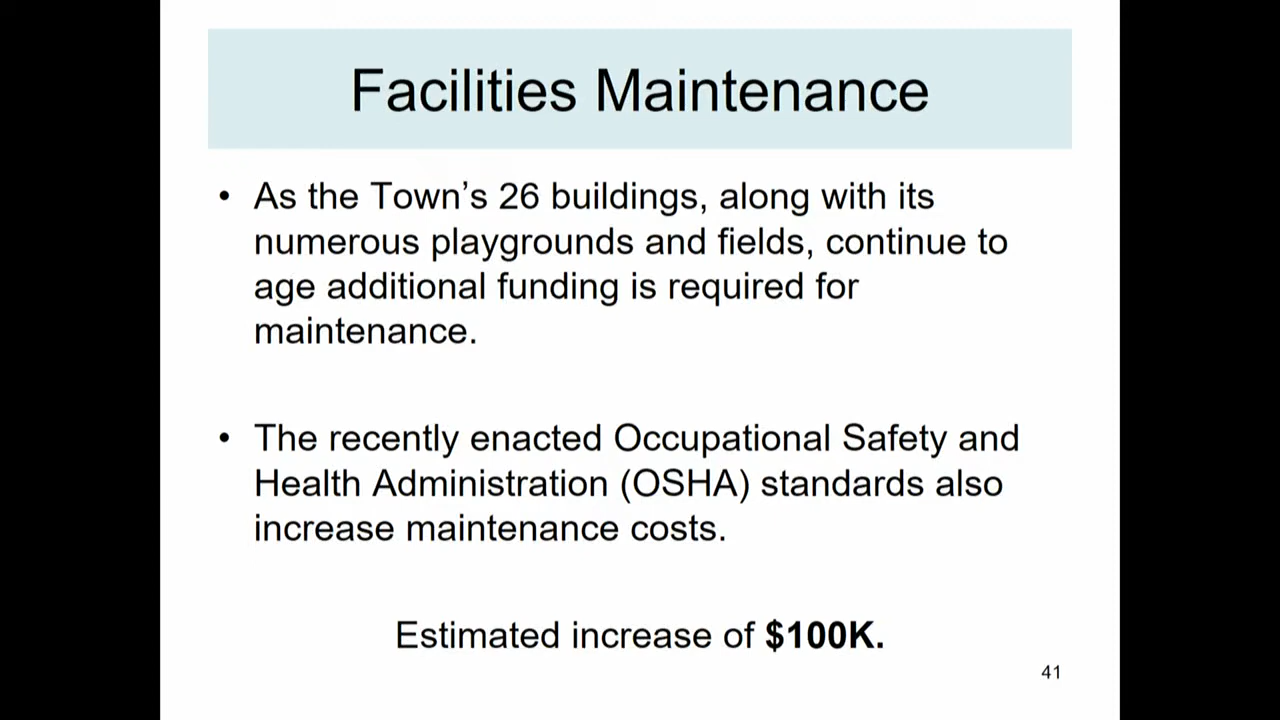 Facilities Maintenance
• As the Town’s 26 buildings, along with its
numerous playgrounds and fields, continue to
age additional funding is required for
maintenance.
• The recently enacted Occupational Safety and
Health Administration (OSHA) standards also
increase maintenance costs.
Estimated increase of $100K.
41